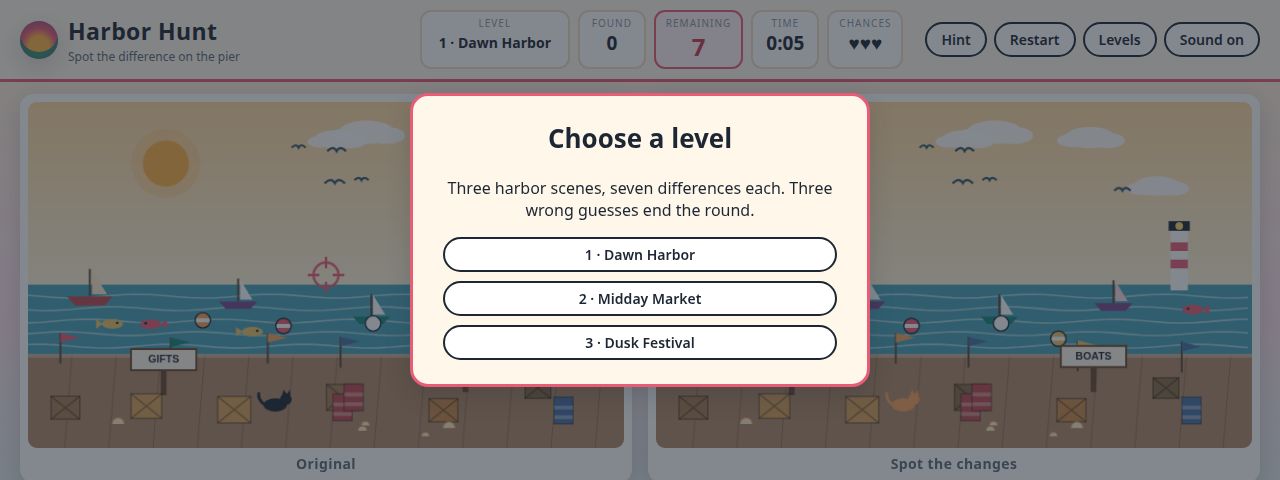 Harbor Hunt
Spot the difference on the pier
LEVEL
1 · Dawn Harbor
FOUND
0
REMAINING
7
TIME
0:05
CHANCES
♥♥♥
Hint
Restart
Levels
Sound on
Choose a level
Three harbor scenes, seven differences each. Three
wrong guesses end the round.
1 · Dawn Harbor
2 · Midday Market
3 · Dusk Festival
GIFTS
BOATS
Original
Spot the changes